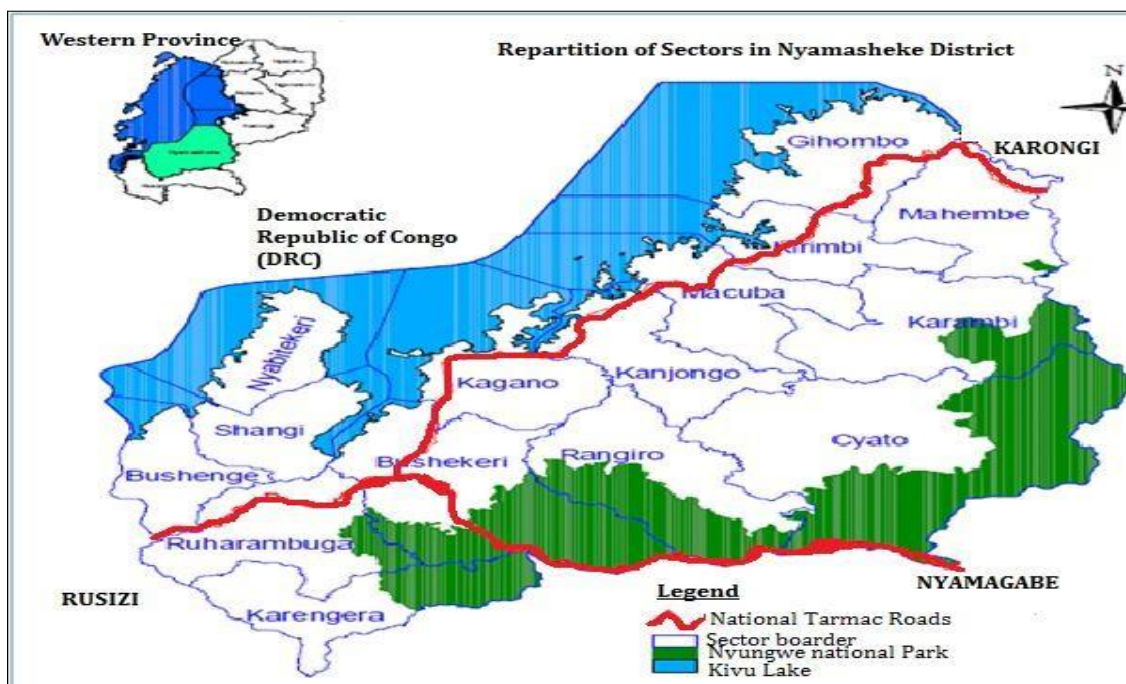 Western Province
Repartition of Sectors in Nyamasheke District
N
Gihombo
KARONGI
Mahembe
Democratic
Republic of Congo
(DRC)
Kirimbi
Macuba
Karambi
Nyabitekeri
Kagano
Kanjongo
Shangi
Cyato
Bushenge
Bushekeri
Rangiro
Ruharambuga
NYAMAGABE
RUSIZI
Karengera
Legend
National Tarmac Roads
Sector boarder
Nyungwe national Park
Kivu Lake